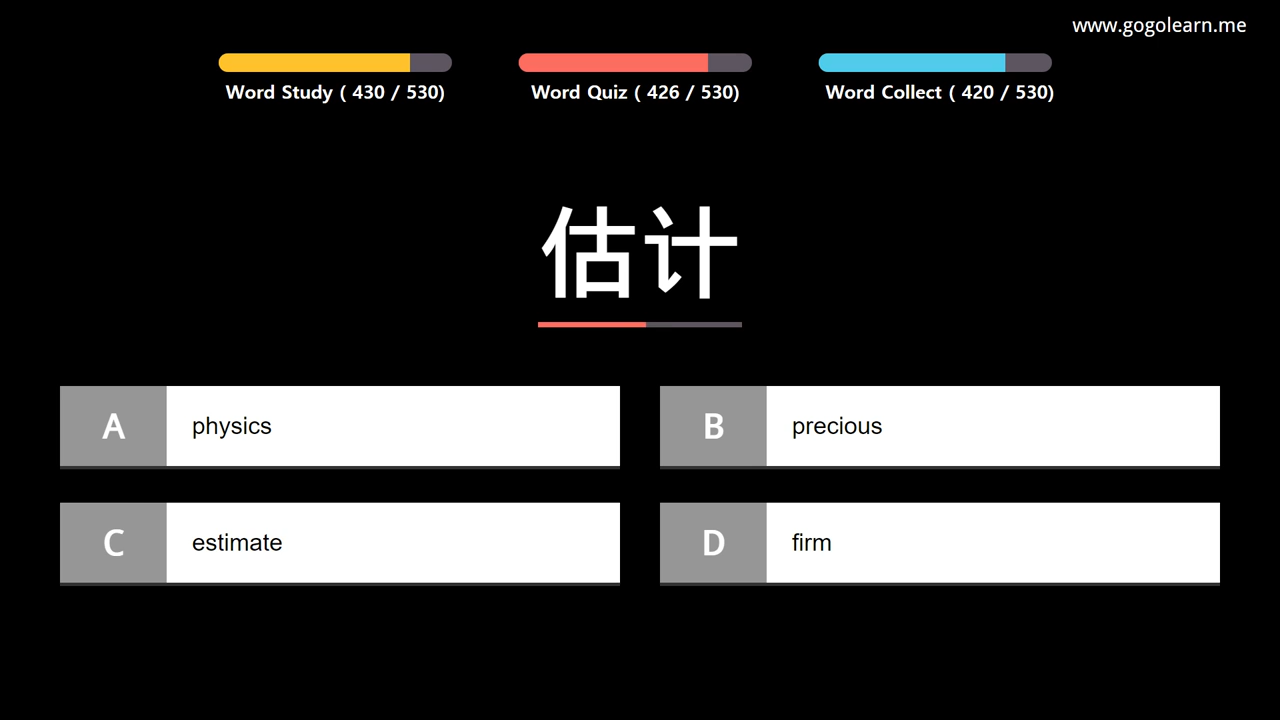 www.gogolearn.me
Word Study ( 430 / 530)
Word Quiz ( 426 / 530)
Word Collect ( 420 / 530)
估计
A physics
B precious
C estimate
D firm